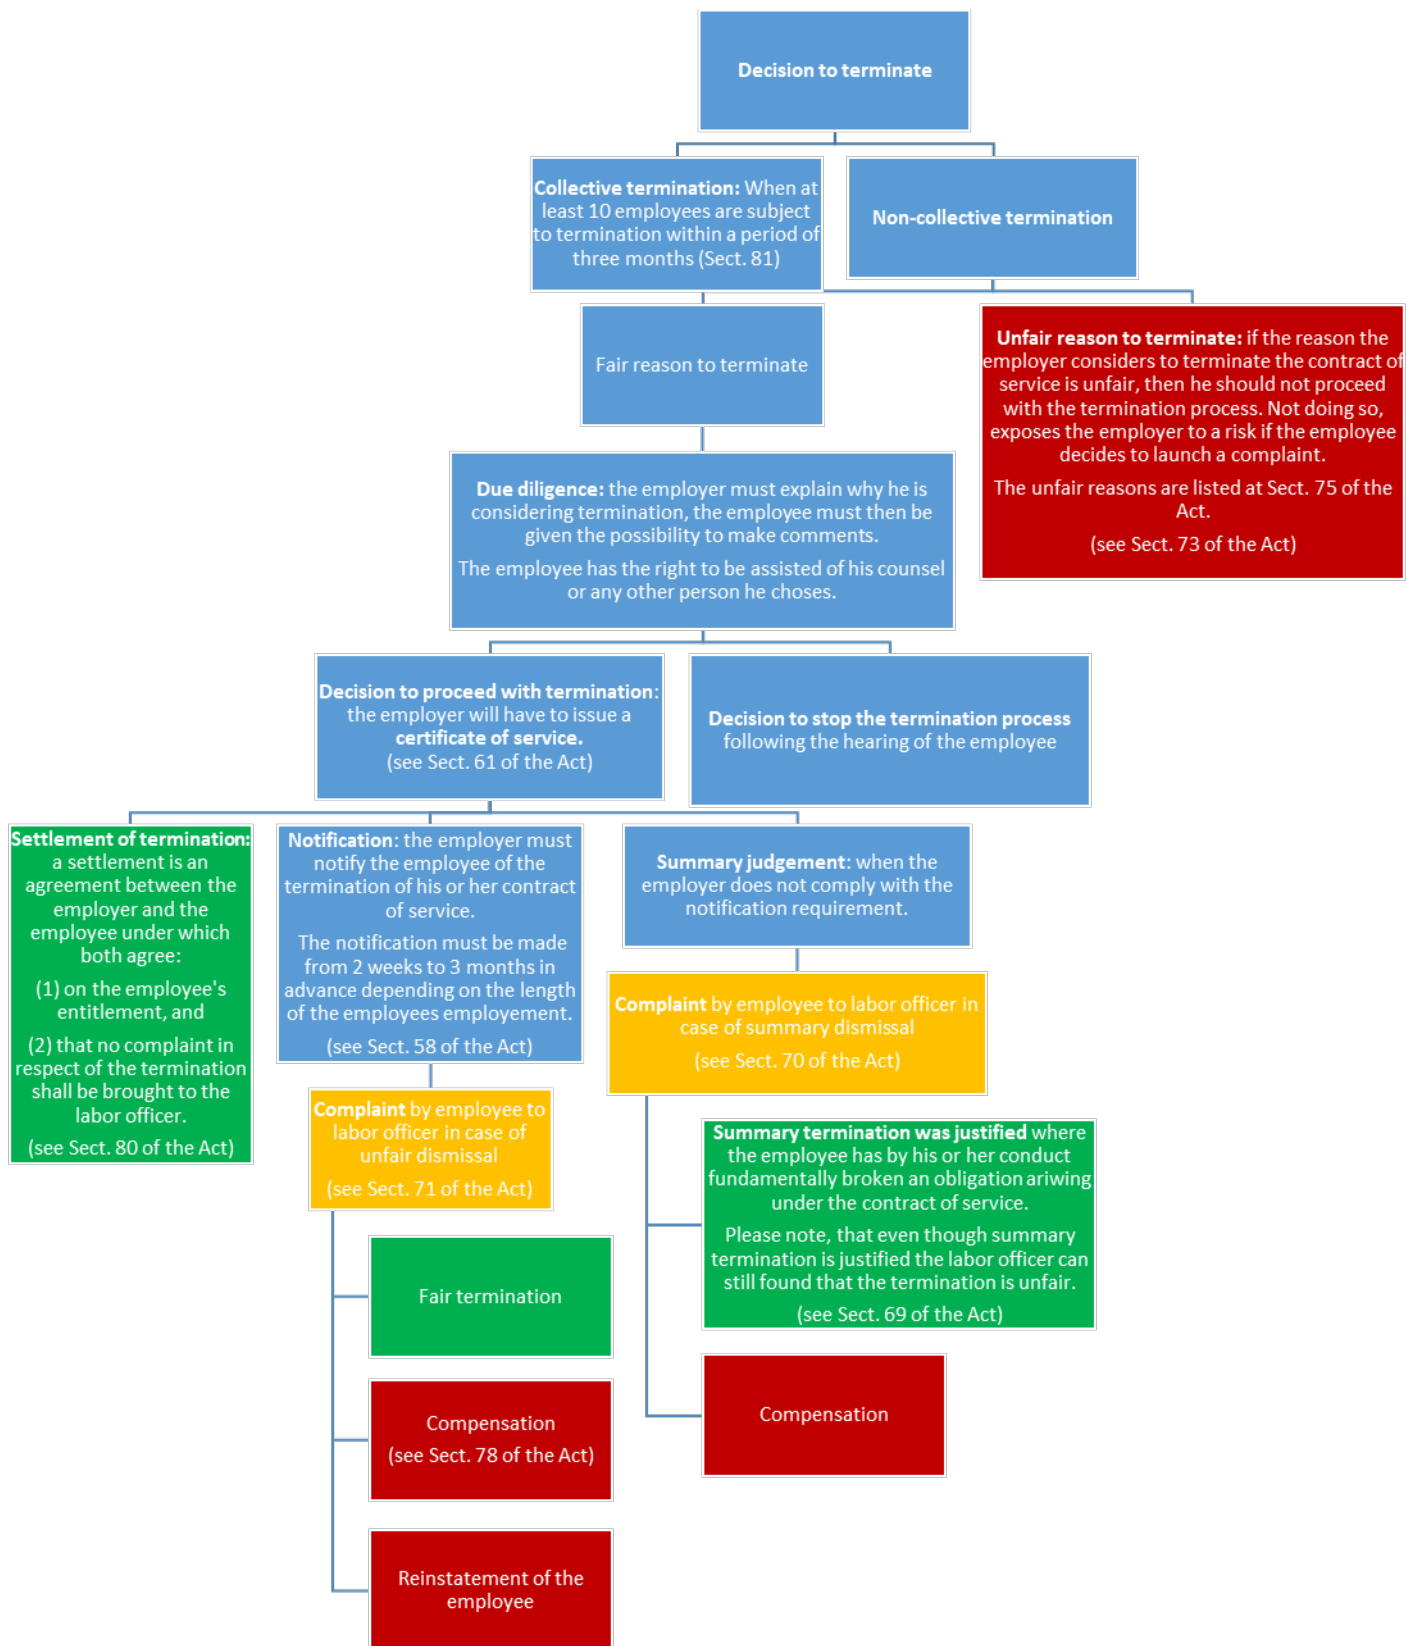 Decision to terminate
Collective termination: When at
least 10 employees are subject
to termination within a period of
three months (Sect. 81)
Non-collective termination
Fair reason to terminate
Unfair reason to terminate: if the reason the
employer considers to terminate the contract of
service is unfair, then he should not proceed
with the termination process. Not doing so,
exposes the employer to a risk if the employee
decides to launch a complaint.
The unfair reasons are listed at Sect. 75 of the
Act.
(see Sect. 73 of the Act)
Due diligence: the employer must explain why he is
considering termination, the employee must then be
given the possibility to make comments.
The employee has the right to be assisted of his counsel
or any other person he choses.
Decision to proceed with termination:
the employer will have to issue a
certificate of service.
(see Sect. 61 of the Act)
Decision to stop the termination process
following the hearing of the employee
Settlement of termination:
a settlement is an
agreement between the
employer and the
employee under which
both agree:
(1) on the employee's
entitlement, and
(2) that no complaint in
respect of the termination
shall be brought to the
labor officer.
(see Sect. 80 of the Act)
Notification: the employer must
notify the employee of the
termination of his or her contract
of service.
The notification must be made
from 2 weeks to 3 months in
advance depending on the length
of the employees employement.
(see Sect. 58 of the Act)
Summary judgement: when the
employer does not comply with the
notification requirement.
Complaint by employee to labor officer in
case of summary dismissal
(see Sect. 70 of the Act)
Complaint by employee to
labor officer in case of
unfair dismissal
(see Sect. 71 of the Act)
Summary termination was justified where
the employee has by his or her conduct
fundamentally broken an obligation ariwing
under the contract of service.
Please note, that even though summary
termination is justified the labor officer can
still found that the termination is unfair.
(see Sect. 69 of the Act)
Fair termination
Compensation
(see Sect. 78 of the Act)
Compensation
Reinstatement of the
employee